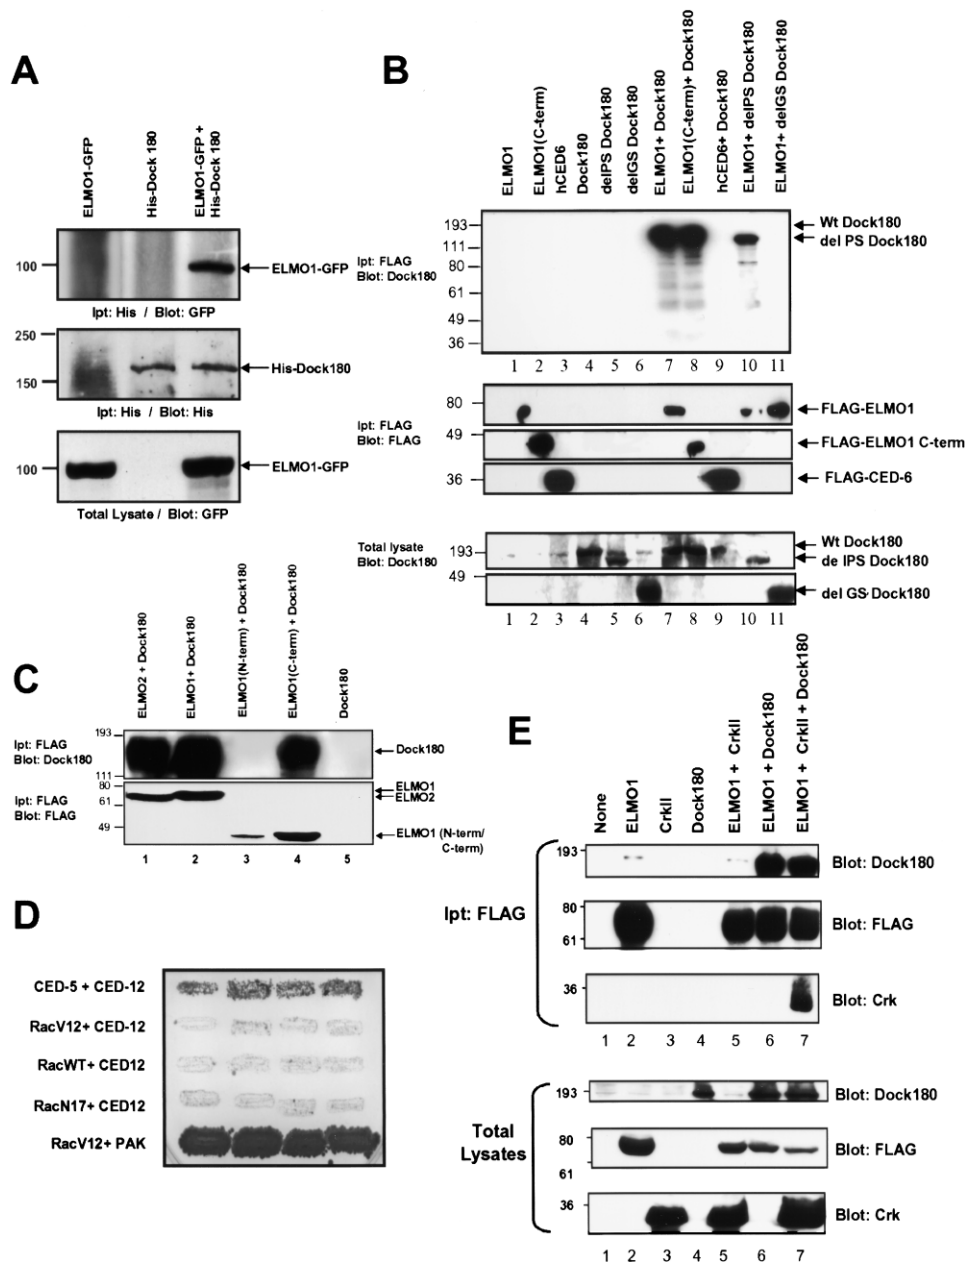 A
ELMO1-GFP
His-Dock 180
ELMO1-GFP +
His-Dock 180
100
ELMO1-GFP
Ipt: His / Blot: GFP
250
150
His-Dock180
Ipt: His / Blot: His
100
ELMO1-GFP
Total Lysate / Blot: GFP
B
ELMO1
ELMO1(C-term)
hCED6
Dock180
delPS Dock180
delGS Dock180
ELMO1+ Dock180
ELMO1(C-term)+ Dock180
hCED6+ Dock180
ELMO1+ delPS Dock180
ELMO1+ delGS Dock180
Ipt: FLAG
Blot: Dock180
193
111
80
61
49
36
Wt Dock180
del PS Dock180
1 2 3 4 5 6 7 8 9 10 11
Ipt: FLAG
Blot: FLAG
80
FLAG-ELMO1
49
FLAG-ELMO1 C-term
36
FLAG-CED-6
Total lysate
Blot: Dock180
193
Wt Dock180
de lPS Dock180
49
del GS Dock180
1 2 3 4 5 6 7 8 9 10 11
C
ELMO2 + Dock180
ELMO1+ Dock180
ELMO1(N-term) + Dock180
ELMO1(C-term) + Dock180
Dock180
Ipt: FLAG
Blot: Dock180
193
111
Dock180
Ipt: FLAG
Blot: FLAG
80
61
49
ELMO1
ELMO2
ELMO1 (N-term/
C-term)
1 2 3 4 5
D
CED-5 + CED-12
RacV12+ CED-12
RacWT+ CED12
RacN17+ CED12
RacV12+ PAK
E
None
ELMO1
CrkII
Dock180
ELMO1 + CrkII
ELMO1 + Dock180
ELMO1 + CrkII + Dock180
Ipt: FLAG
193
Blot: Dock180
80
61
Blot: FLAG
36
Blot: Crk
1 2 3 4 5 6 7
Total
Lysates
193
Blot: Dock180
80
61
Blot: FLAG
36
Blot: Crk
1 2 3 4 5 6 7